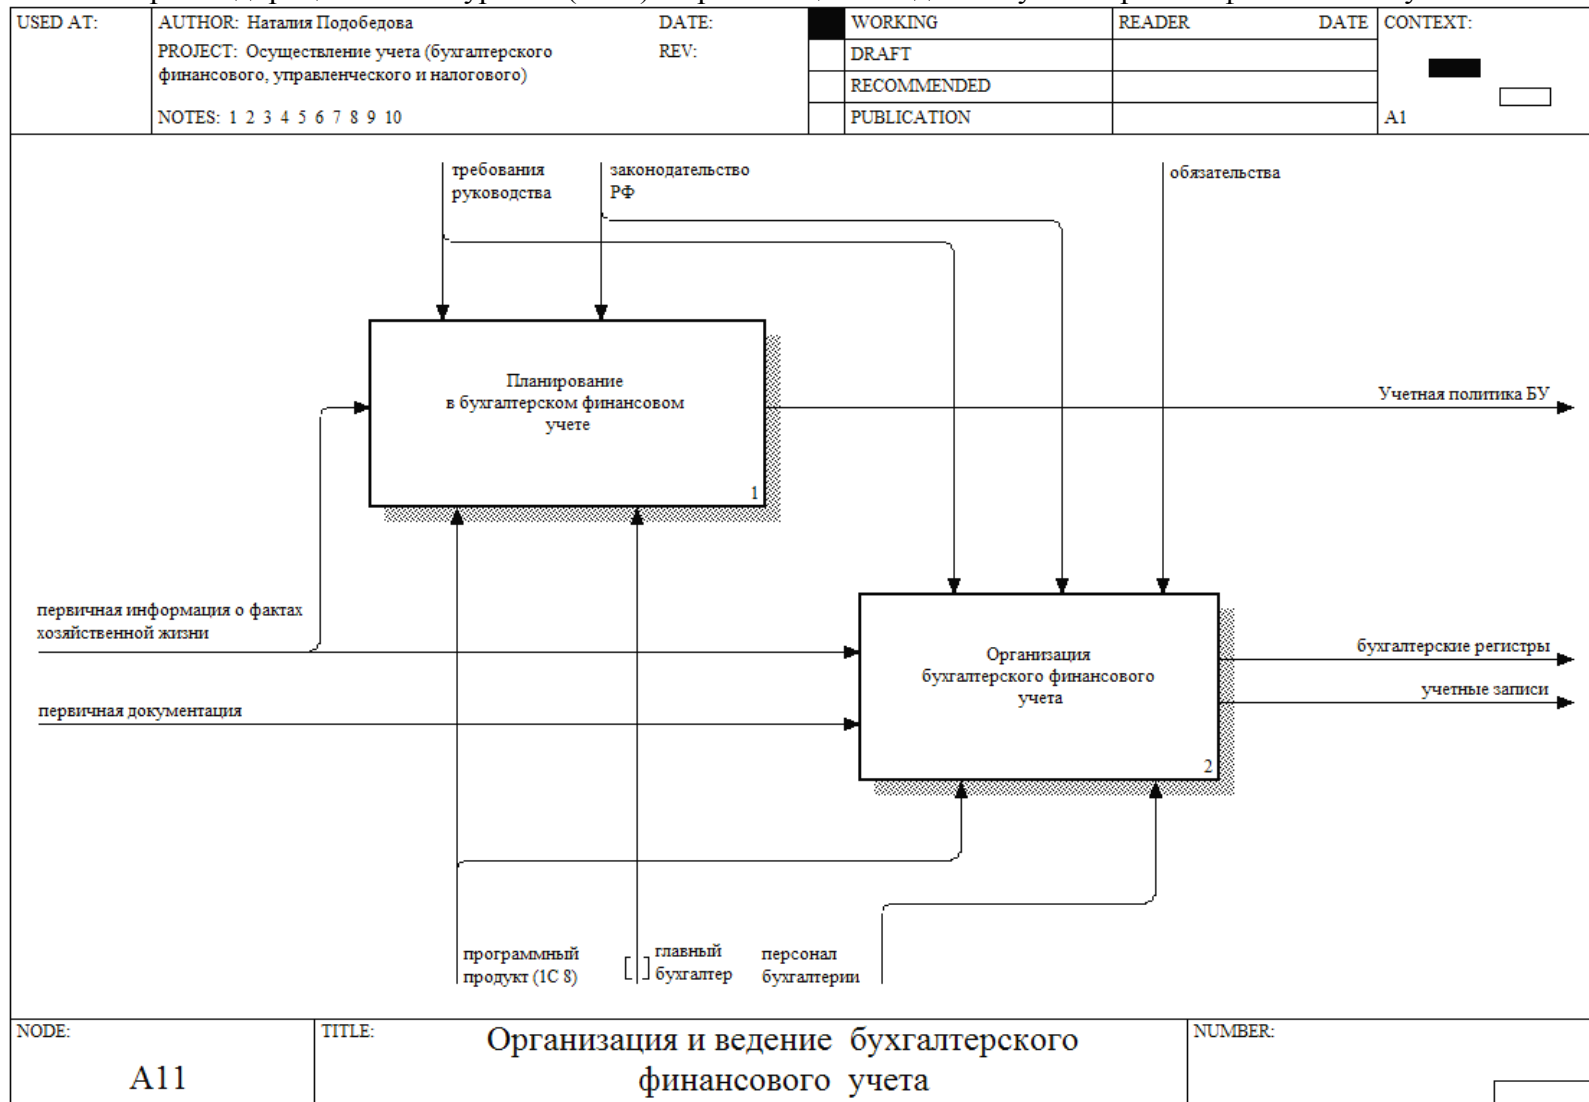 USED AT:
AUTHOR: Наталия Подобедова
DATE:
PROJECT: Осуществление учета (бухгалтерского
финансового, управленческого и налогового)
REV:
NOTES: 1 2 3 4 5 6 7 8 9 10
WORKING
DRAFT
RECOMMENDED
PUBLICATION
READER
DATE
CONTEXT:
A1
требования
руководства
законодательство
РФ
обязательства
Планирование
в бухгалтерском финансовом
учете
1
Учетная политика БУ
первичная информация о фактах
хозяйственной жизни
первичная документация
Организация
бухгалтерского финансового
учета
2
бухгалтерские регистры
учетные записи
программный
продукт (1С 8)
главный
бухгалтер
персонал
бухгалтерии
NODE:
A11
TITLE:
Организация и ведение бухгалтерского
финансового учета
NUMBER: